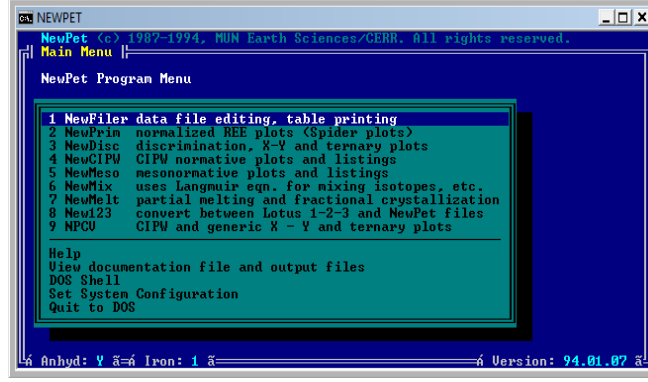 NEWPET
NewPet (c) 1987-1994, MUN Earth Sciences/CERR. All rights reserved.
Main Menu
NewPet Program Menu
1 NewFiler data file editing, table printing
2 NewPrim normalized REE plots (Spider plots)
3 NewDisc discrimination, X-Y and ternary plots
4 NewCIPW CIPW normative plots and listings
5 NewMeso mesonormative plots and listings
6 NewMix uses Langmuir eqn. for mixing isotopes, etc.
7 NewMelt partial melting and fractional crystallization
8 New123 convert between Lotus 1-2-3 and NewPet files
9 NPCV CIPW and generic X - Y and ternary plots
Help
View documentation file and output files
DOS Shell
Set System Configuration
Quit to DOS
á Anhyd: Y ã á Iron: 1 ã á Version: 94.01.07 ã